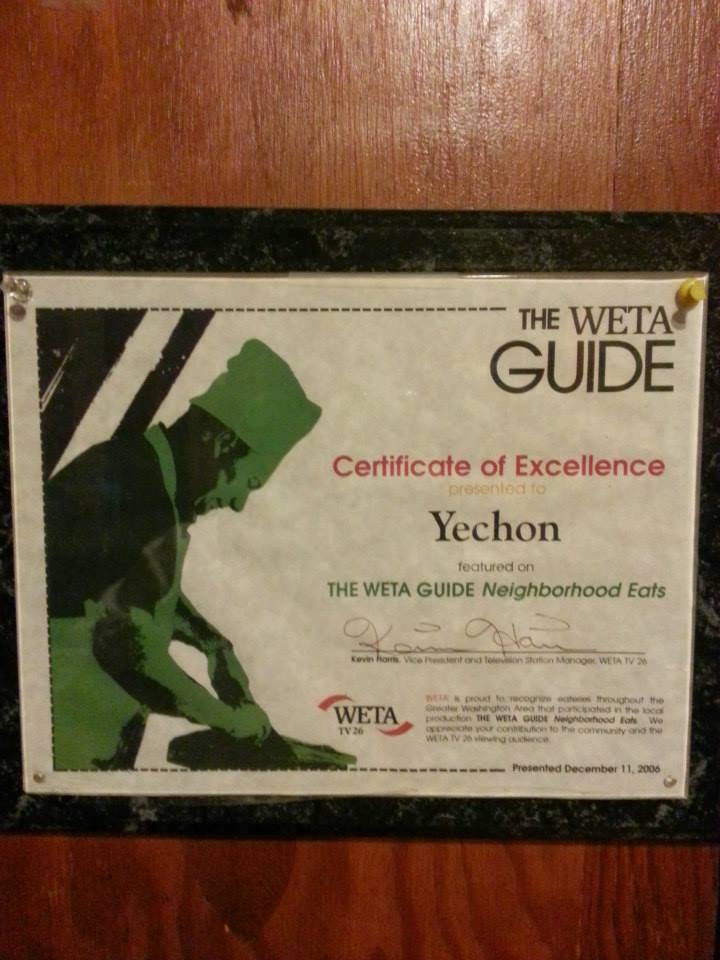 THE WETA
GUIDE
Certificate of Excellence
presented to
Yechon
featured on
THE WETA GUIDE Neighborhood Eats
Kevin Harris
Kevin Harris, Vice President and Television Station Manager, WETA TV 26
WETA
TV 26
WETA is proud to recognize eateries throughout the
Greater Washington Area that participated in the local
production THE WETA GUIDE Neighborhood Eats. We
appreciate your contribution to the community and the
WETA TV 26 viewing audience.
Presented December 11, 2006